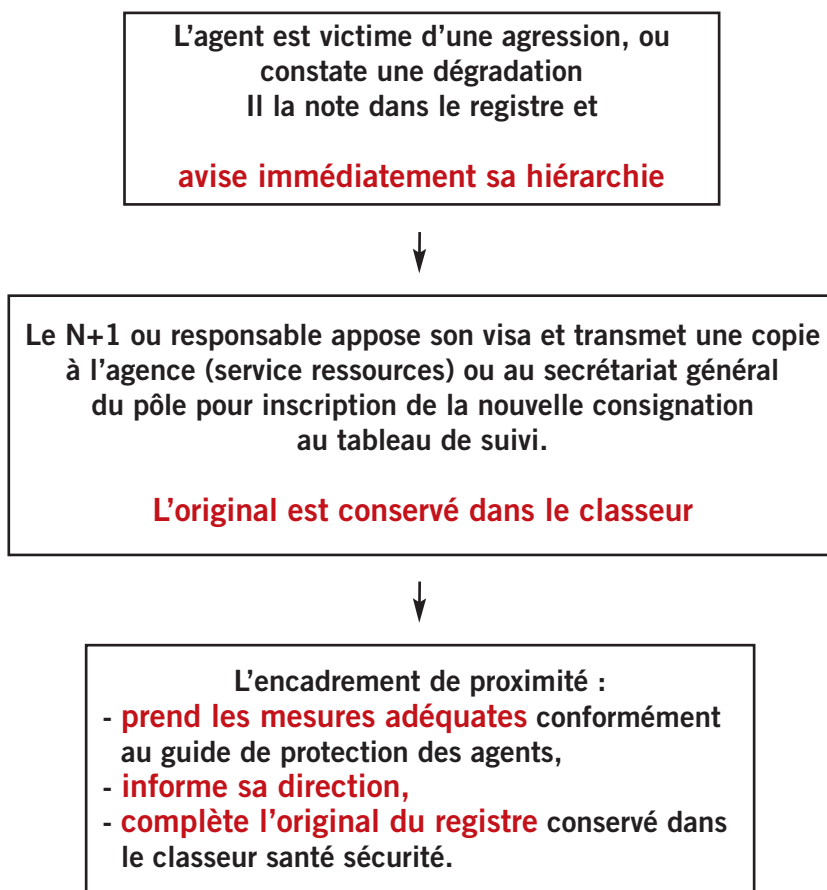 L’agent est victime d’une agression, ou
constate une dégradation
Il la note dans le registre et
avise immédiatement sa hiérarchie
Le N+1 ou responsable appose son visa et transmet une copie
à l’agence (service ressources) ou au secrétariat général
du pôle pour inscription de la nouvelle consignation
au tableau de suivi.
L’original est conservé dans le classeur
L’encadrement de proximité :
- prend les mesures adéquates conformément
au guide de protection des agents,
- informe sa direction,
- complète l’original du registre conservé dans
le classeur santé sécurité.